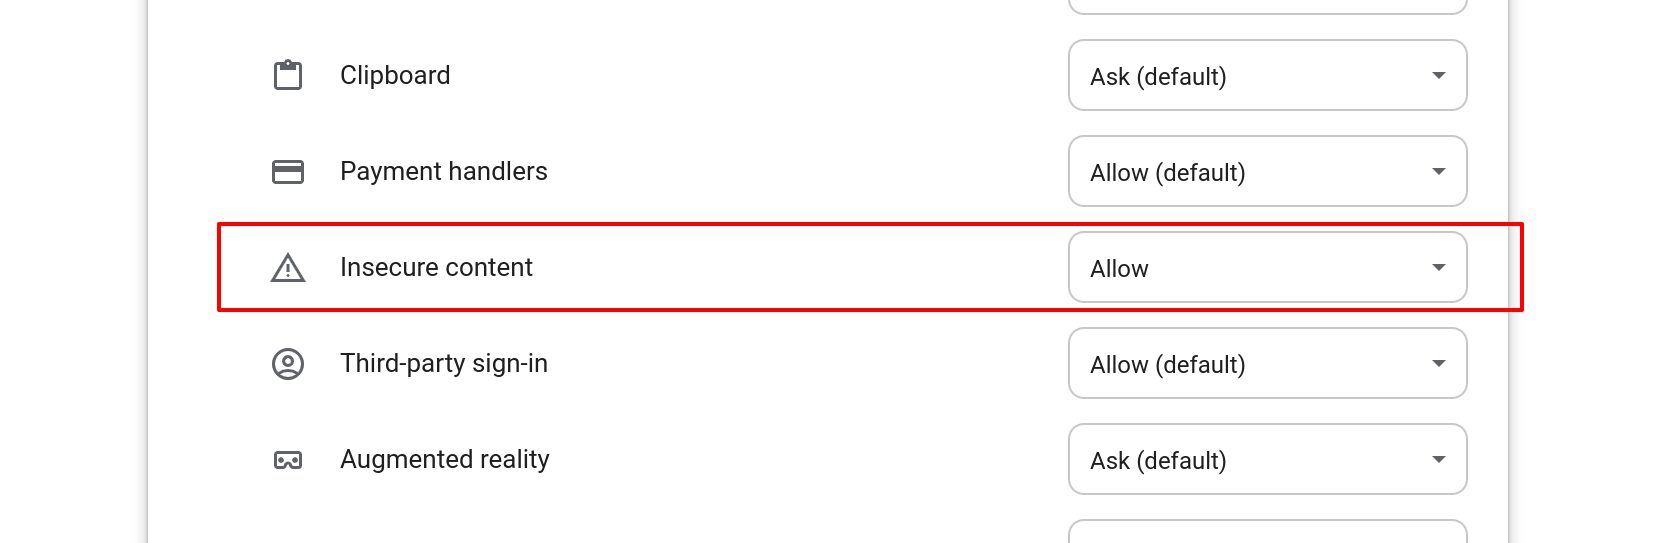 Clipboard
Ask (default)
Payment handlers
Allow (default)
Insecure content
Allow
Third-party sign-in
Allow (default)
Augmented reality
Ask (default)